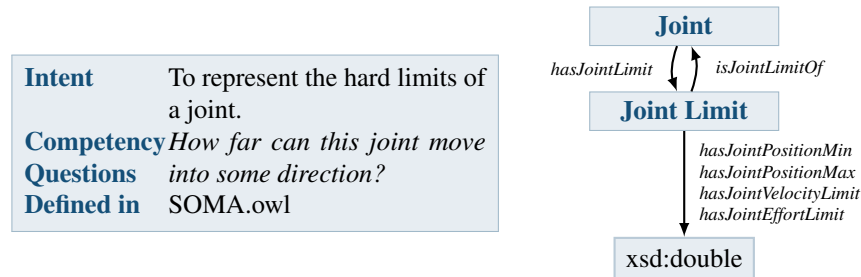 Intent To represent the hard limits of
a joint.
Competency How far can this joint move
Questions into some direction?
Defined in SOMA.owl
Joint
hasJointLimit isJointLimitOf
Joint Limit
hasJointPositionMin
hasJointPositionMax
hasJointVelocityLimit
hasJointEffortLimit
xsd:double